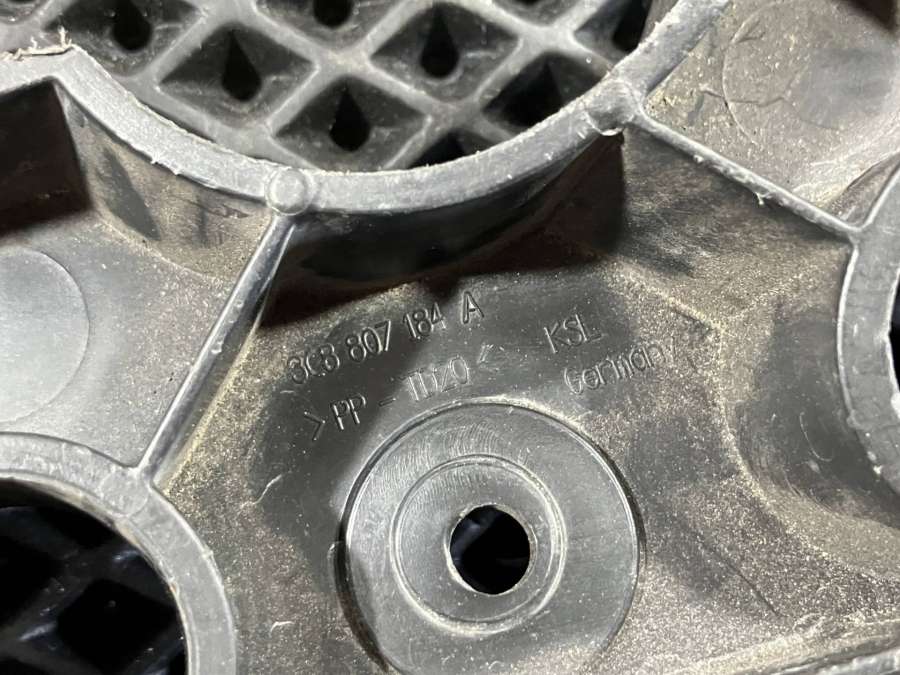 3C8 807 184 A
>PP - TD20< KSL
Germany